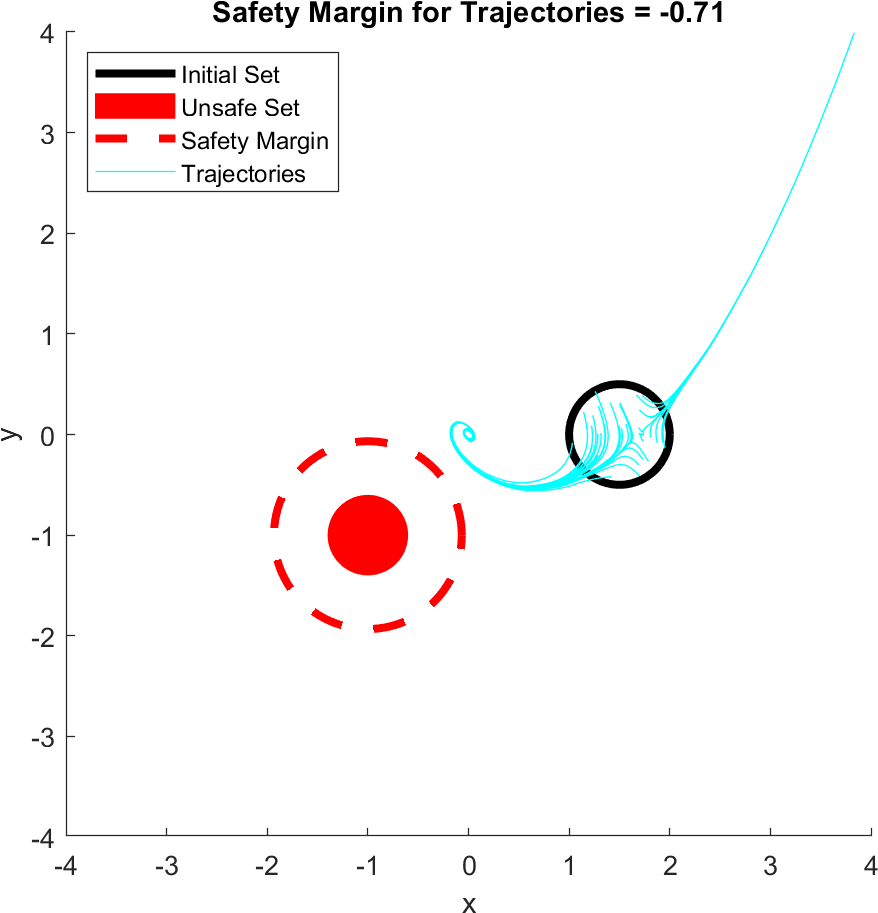 Safety Margin for Trajectories = -0.71
Initial Set
Unsafe Set
Safety Margin
Trajectories
4
3
2
1
0
-1
-2
-3
-4
y
-4 -3 -2 -1 0 1 2 3 4
x